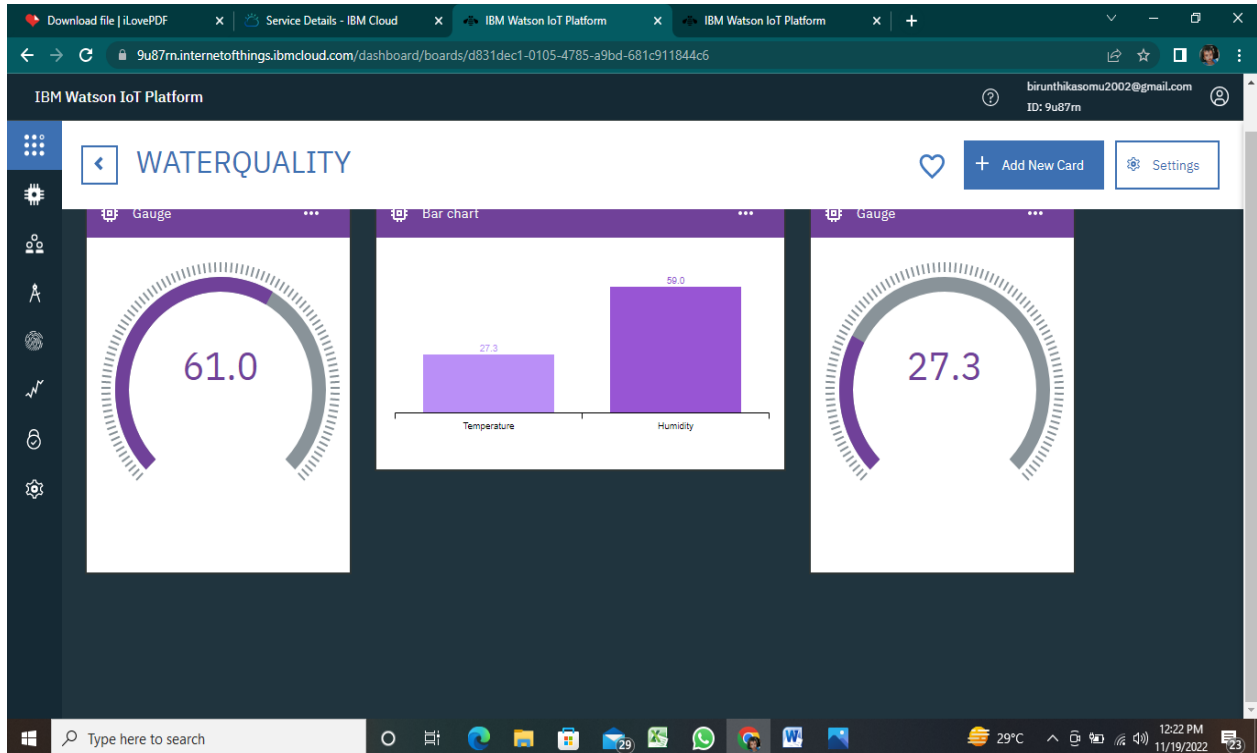 Download file | iLovePDF
Service Details - IBM Cloud
IBM Watson IoT Platform
IBM Watson IoT Platform
9u87rn.internetofthings.ibmcloud.com/dashboard/boards/d831dec1-0105-4785-a9bd-681c911844c6
IBM Watson IoT Platform
birunthikasomu2002@gmail.com
ID: 9u87rn
WATERQUALITY
+ Add New Card
Settings
Gauge
Bar chart
Gauge
61.0
27.3
59.0
Temperature
Humidity
27.3
Type here to search
29
29°C
12:22 PM
11/19/2022
23